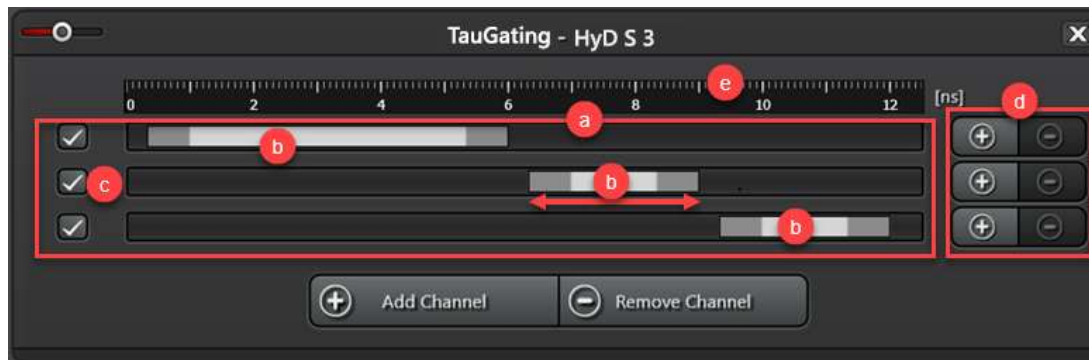 TauGating - HyD S 3
X
e
0 2 4 6 8 10 12 [ns]
a
d
b
c
b
b
Add Channel
Remove Channel